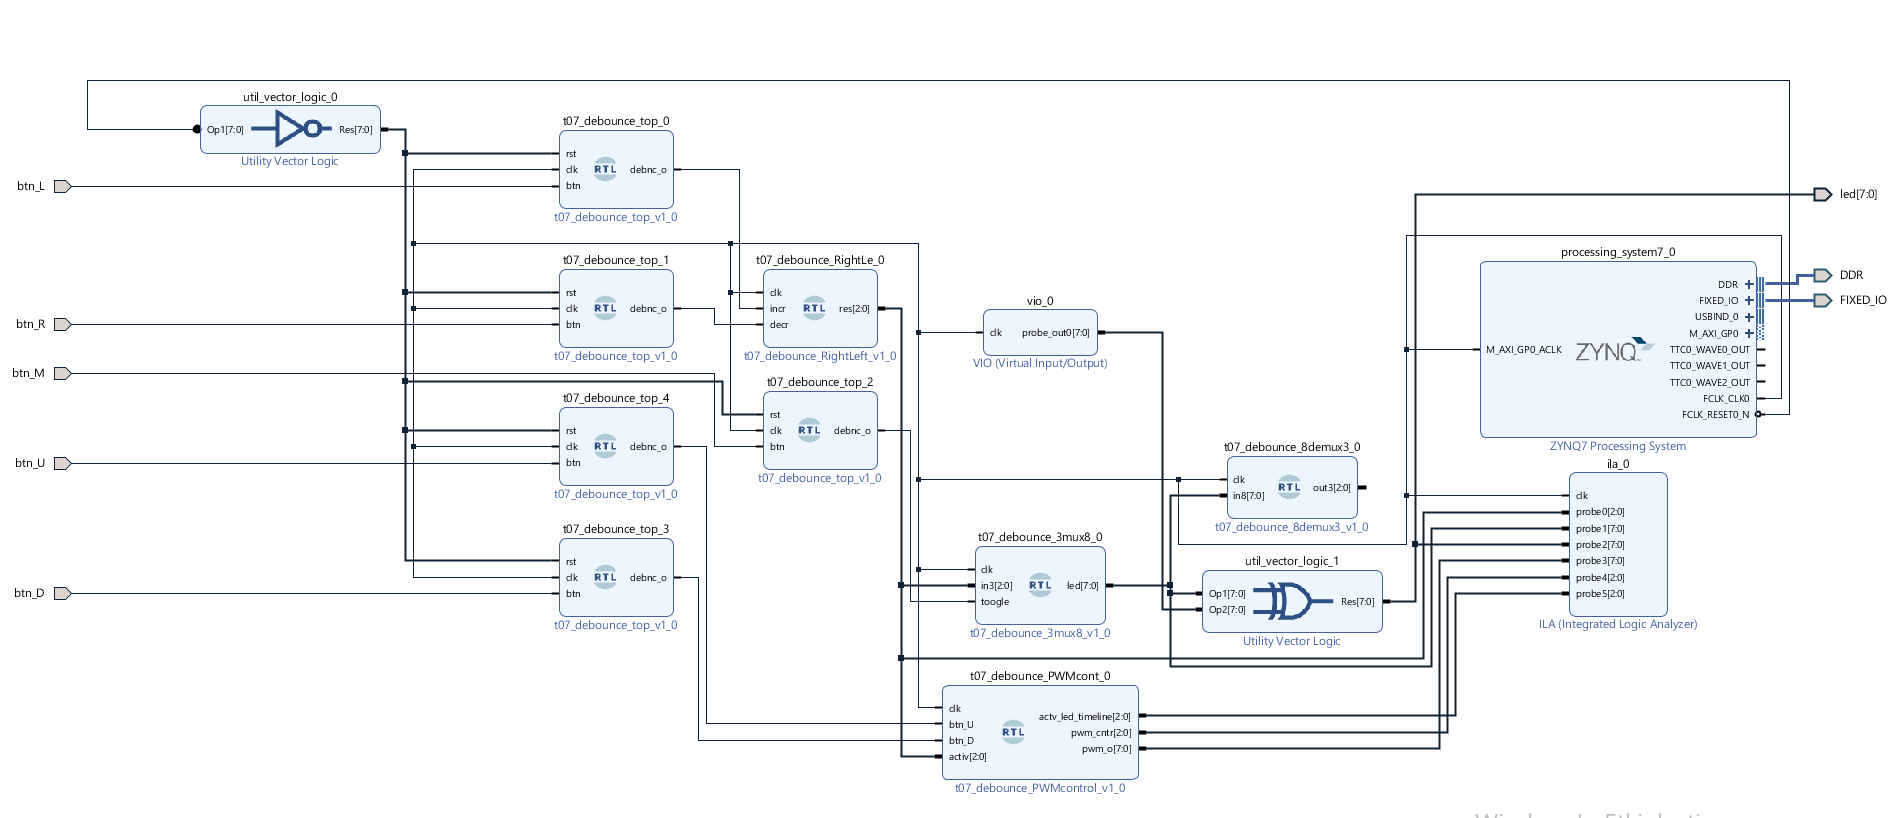 util_vector_logic_0
Op1[7:0]
Res[7:0]
Utility Vector Logic
btn_L
btn_R
btn_M
btn_U
btn_D
t07_debounce_top_0
rst
clk
btn
RTL
debnc_o
t07_debounce_top_v1_0
t07_debounce_top_1
rst
clk
btn
RTL
debnc_o
t07_debounce_top_v1_0
t07_debounce_top_4
rst
clk
btn
RTL
debnc_o
t07_debounce_top_v1_0
t07_debounce_top_3
rst
clk
btn
RTL
debnc_o
t07_debounce_top_v1_0
t07_debounce_RightLe_0
clk
incr
decr
RTL
res[2:0]
t07_debounce_RightLeft_v1_0
t07_debounce_top_2
rst
clk
btn
RTL
debnc_o
t07_debounce_top_v1_0
vio_0
clk
probe_out0[7:0]
VIO (Virtual Input/Output)
t07_debounce_3mux8_0
clk
in3[2:0]
toogle
RTL
led[7:0]
t07_debounce_3mux8_v1_0
t07_debounce_PWMcont_0
clk
btn_U
btn_D
activ[2:0]
RTL
actv_led_timeline[2:0]
pwm_cntr[2:0]
pwm_o[7:0]
t07_debounce_PWMcontrol_v1_0
t07_debounce_8demux3_0
clk
in8[7:0]
RTL
out3[2:0]
t07_debounce_8demux3_v1_0
util_vector_logic_1
Op1[7:0]
Op2[7:0]
Res[7:0]
Utility Vector Logic
processing_system7_0
M_AXI_GP0_ACLK
ZYNQ
DDR
FIXED_IO
USBIND_0
M_AXI_GP0
TTC0_WAVE0_OUT
TTC0_WAVE1_OUT
TTC0_WAVE2_OUT
FCLK_CLK0
FCLK_RESET0_N
ZYNQ7 Processing System
ila_0
clk
probe0[2:0]
probe1[7:0]
probe2[7:0]
probe3[7:0]
probe4[2:0]
probe5[2:0]
ILA (Integrated Logic Analyzer)
led[7:0]
DDR
FIXED_IO